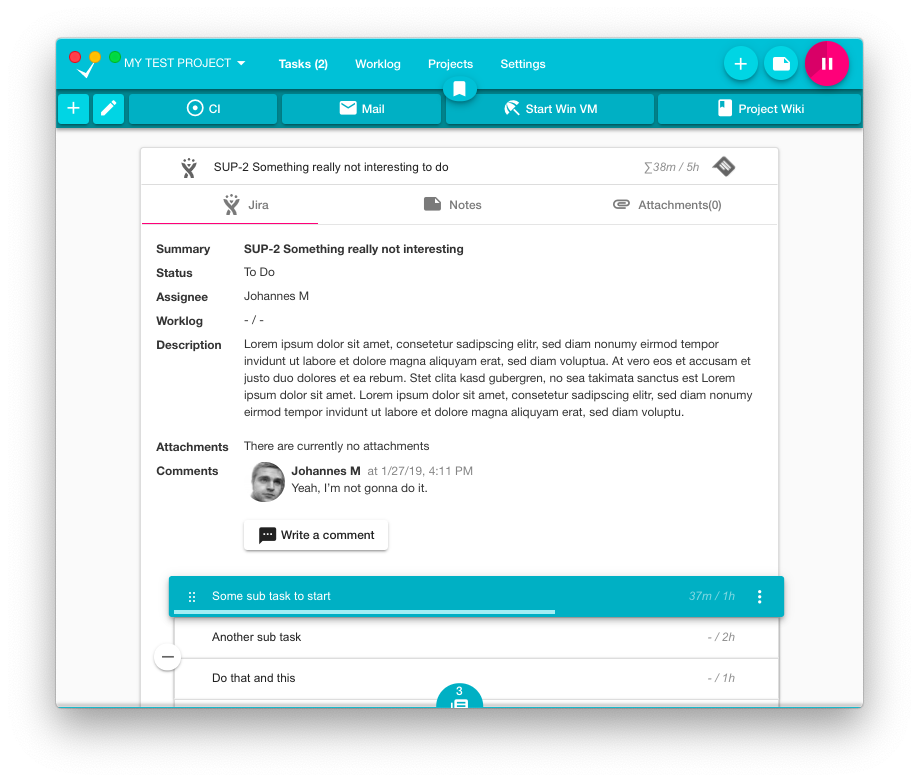 MY TEST PROJECT
Tasks (2)
Worklog
Projects
Settings
CI
Mail
Start Win VM
Project Wiki
SUP-2 Something really not interesting to do
∑38m / 5h
Jira
Notes
Attachments(0)
Summary
SUP-2 Something really not interesting
Status
To Do
Assignee
Johannes M
Worklog
- / -
Description
Lorem ipsum dolor sit amet, consetetur sadipscing elitr, sed diam nonumy eirmod tempor
invidunt ut labore et dolore magna aliquyam erat, sed diam voluptua. At vero eos et accusam et
justo duo dolores et ea rebum. Stet clita kasd gubergren, no sea takimata sanctus est Lorem
ipsum dolor sit amet. Lorem ipsum dolor sit amet, consetetur sadipscing elitr, sed diam nonumy
eirmod tempor invidunt ut labore et dolore magna aliquyam erat, sed diam voluptu.
Attachments
There are currently no attachments
Comments
Johannes M at 1/27/19, 4:11 PM
Yeah, I'm not gonna do it.
Write a comment
Some sub task to start
37m / 1h
Another sub task
- / 2h
Do that and this
- / 1h
3